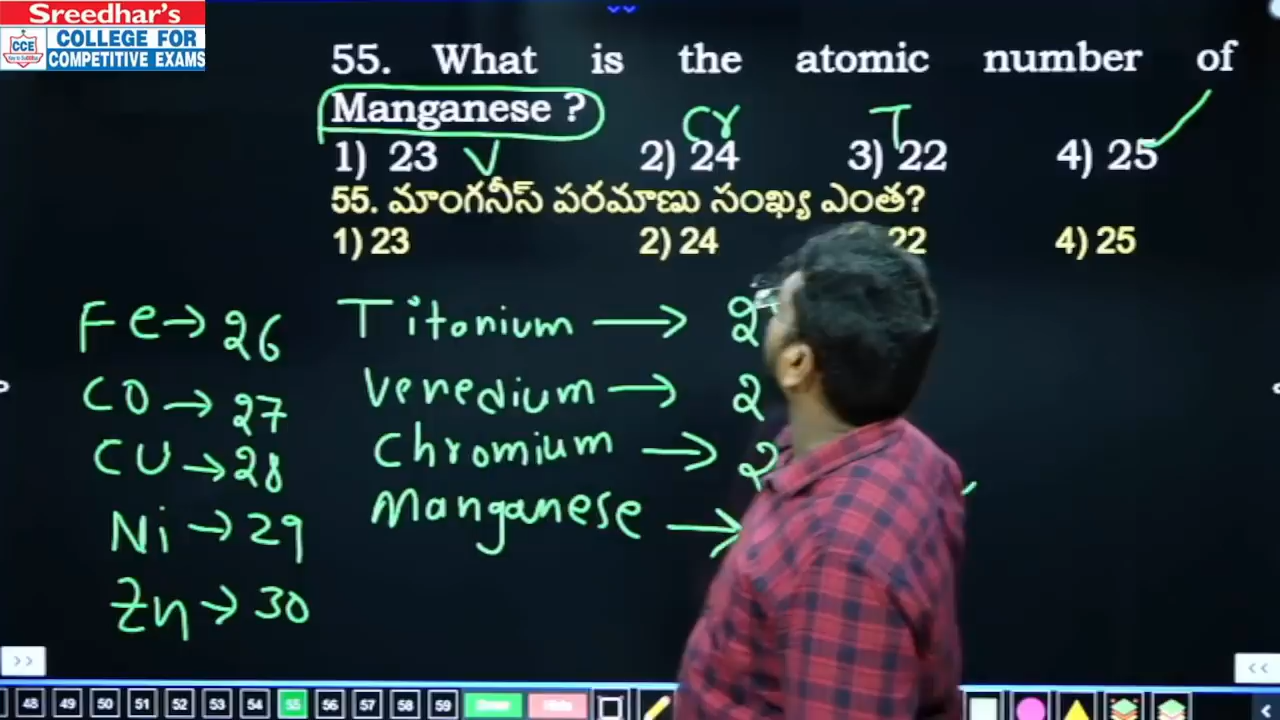 Sreedhar's
CCE
COLLEGE FOR
COMPETITIVE EXAMS
55. What is the atomic number of
Manganese ?
Cr T
1) 23 V 2) 24 3) 22 4) 25
55. మాంగనీస్ పరమాణు సంఖ్య ఎంత?
1) 23 2) 24 22 4) 25
Fe → 26 Titonium → 2
CO → 27 Veredium → 2
CU → 28 Chromium → 2
Ni → 29 Manganese →
Zn → 30
>> <<
48 49 50 51 52 53 54 55 56 57 58 59 <